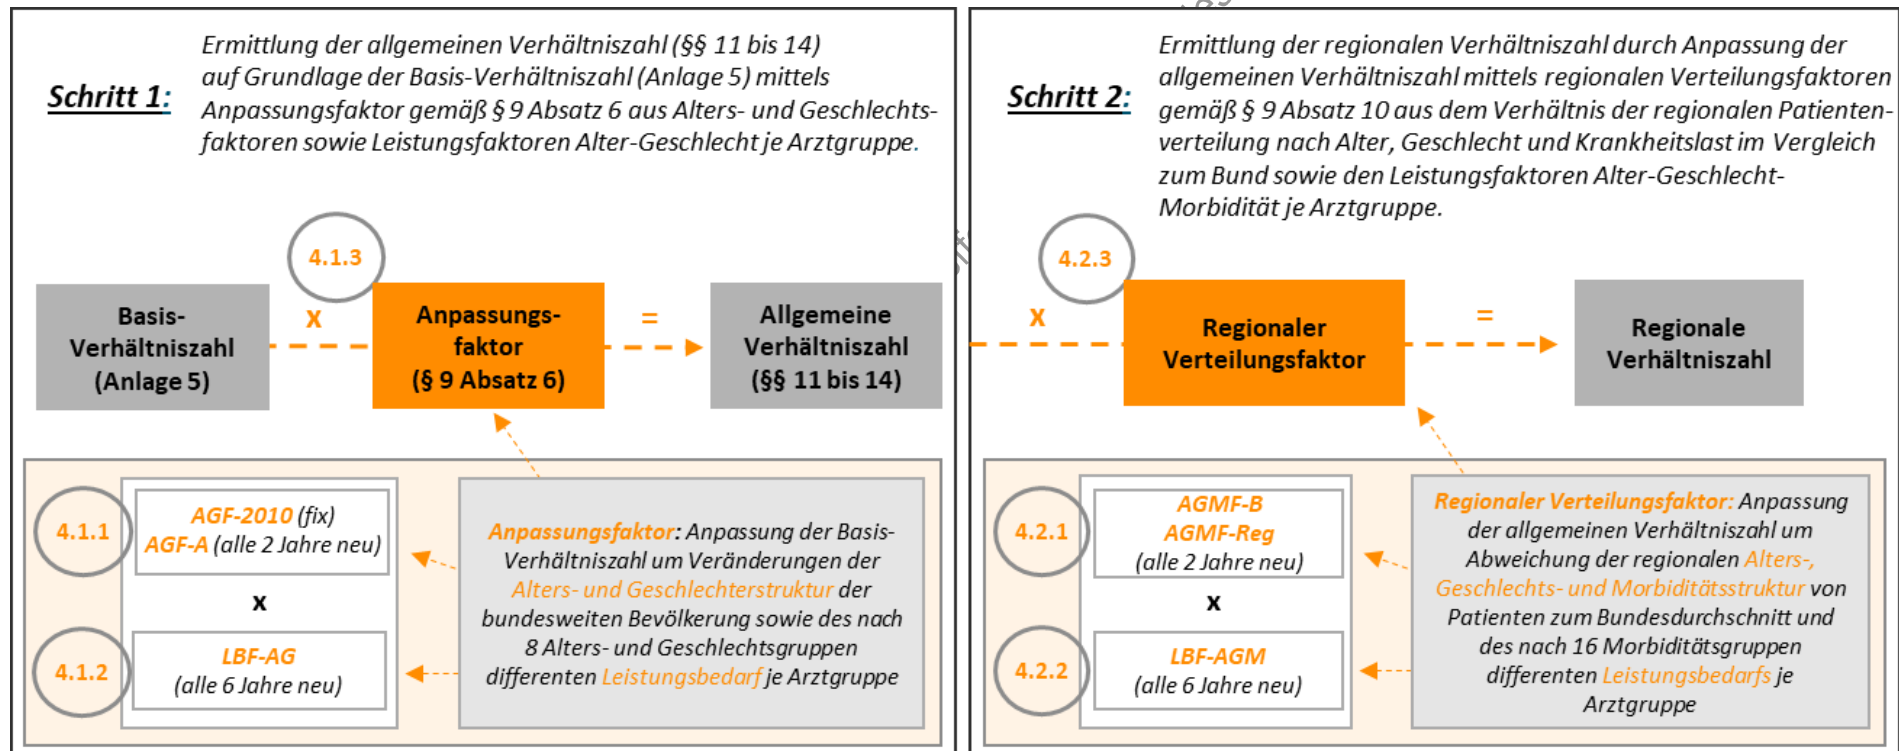 Schritt 1:
Ermittlung der allgemeinen Verhältniszahl (§§ 11 bis 14)
auf Grundlage der Basis-Verhältniszahl (Anlage 5) mittels
Anpassungsfaktor gemäß § 9 Absatz 6 aus Alters- und Geschlechts-
faktoren sowie Leistungsfaktoren Alter-Geschlecht je Arztgruppe.
4.1.3
Basis-
Verhältniszahl
(Anlage 5)
x
Anpassungs-
faktor
(§ 9 Absatz 6)
=
Allgemeine
Verhältniszahl
(§§ 11 bis 14)
4.1.1
AGF-2010 (fix)
AGF-A (alle 2 Jahre neu)
x
4.1.2
LBF-AG
(alle 6 Jahre neu)
Anpassungsfaktor: Anpassung der Basis-
Verhältniszahl um Veränderungen der
Alters- und Geschlechterstruktur der
bundesweiten Bevölkerung sowie des nach
8 Alters- und Geschlechtsgruppen
differenten Leistungsbedarf je Arztgruppe
Schritt 2:
Ermittlung der regionalen Verhältniszahl durch Anpassung der
allgemeinen Verhältniszahl mittels regionalen Verteilungsfaktoren
gemäß § 9 Absatz 10 aus dem Verhältnis der regionalen Patienten-
verteilung nach Alter, Geschlecht und Krankheitslast im Vergleich
zum Bund sowie den Leistungsfaktoren Alter-Geschlecht-
Morbidität je Arztgruppe.
4.2.3
x
Regionaler
Verteilungsfaktor
=
Regionale
Verhältniszahl
4.2.1
AGMF-B
AGMF-Reg
(alle 2 Jahre neu)
x
4.2.2
LBF-AGM
(alle 6 Jahre neu)
Regionaler Verteilungsfaktor: Anpassung
der allgemeinen Verhältniszahl um
Abweichung der regionalen Alters-,
Geschlechts- und Morbiditätsstruktur von
Patienten zum Bundesdurchschnitt und
des nach 16 Morbiditätsgruppen
differenten Leistungsbedarfs je
Arztgruppe